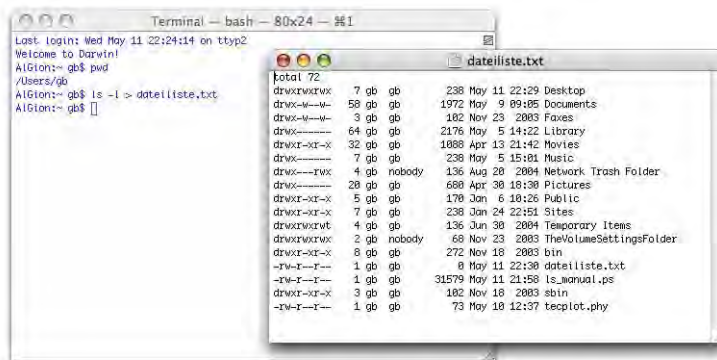 Terminal — bash — 80x24 — ⌘1
Last login: Wed May 11 22:24:14 on ttyp2
Welcome to Darwin!
AlGion:~ gb$ pwd
/Users/gb
AlGion:~ gb$ ls -l > dateiliste.txt
AlGion:~ gb$
dateiliste.txt
total 72
drwxrwxrwx 7 gb gb 238 May 11 22:29 Desktop
drwx-w--w- 58 gb gb 1972 May 9 09:05 Documents
drwx-w--w- 3 gb gb 102 Nov 23 2003 Faxes
drwx------ 64 gb gb 2176 May 5 14:22 Library
drwxr-xr-x 32 gb gb 1088 Apr 13 21:42 Movies
drwx------ 7 gb gb 238 May 5 15:01 Music
drwx---rwx 4 gb nobody 136 Aug 20 2004 Network Trash Folder
drwx------ 20 gb gb 680 Apr 30 18:30 Pictures
drwxr-xr-x 5 gb gb 170 Jan 6 10:26 Public
drwxr-xr-x 7 gb gb 238 Jan 24 22:51 Sites
drwxrwxrwt 4 gb gb 136 Jun 30 2004 Temporary Items
drwxrwxrwx 2 gb nobody 68 Nov 23 2003 TheVolumeSettingsFolder
drwxr-xr-x 8 gb gb 272 Nov 18 2003 bin
-rw-r--r-- 1 gb gb 0 May 11 22:30 dateiliste.txt
-rw-r--r-- 1 gb gb 31579 May 11 21:58 ls_manual.ps
drwxr-xr-x 3 gb gb 102 Nov 18 2003 sbin
-rw-r--r-- 1 gb gb 73 May 10 12:37 tecplot.phy